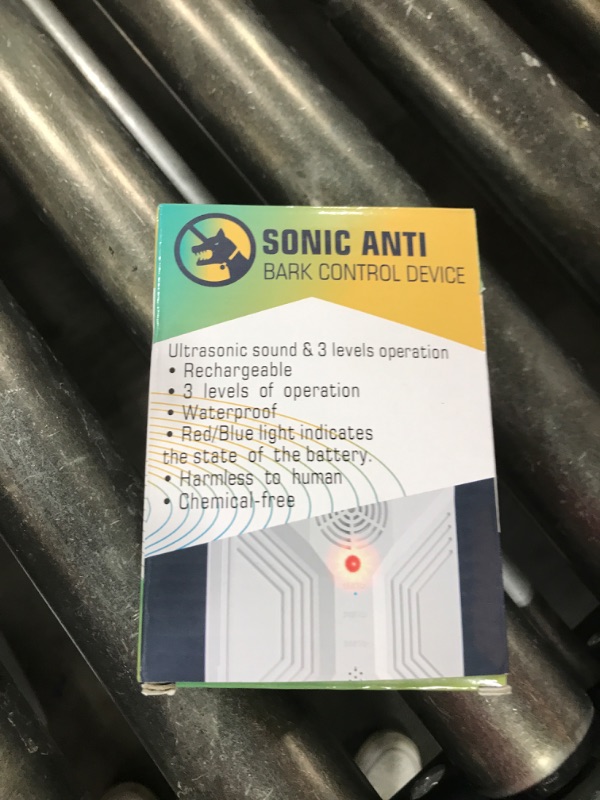 SONIC ANTI
BARK CONTROL DEVICE
Ultrasonic sound & 3 levels operation
• Rechargeable
• 3 levels of operation
• Waterproof
• Red/Blue light indicates
the state of the battery.
• Harmless to human
• Chemical-free